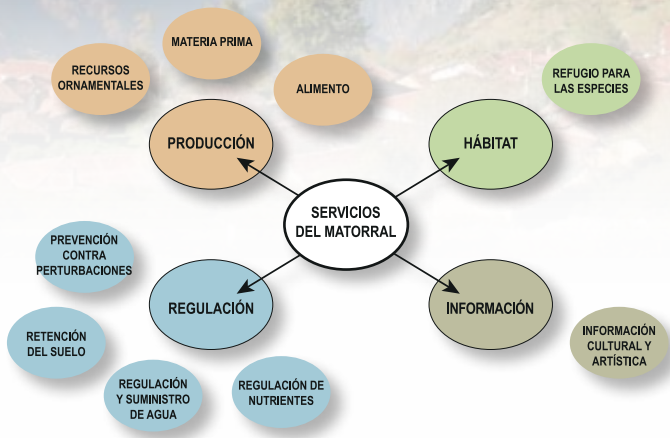 MATERIA PRIMA
RECURSOS
ORNAMENTALES
ALIMENTO
PRODUCCIÓN
REFUGIO PARA
LAS ESPECIES
HÁBITAT
SERVICIOS
DEL MATORRAL
PREVENCIÓN
CONTRA
PERTURBACIONES
REGULACIÓN
RETENCIÓN
DEL SUELO
REGULACIÓN
Y SUMINISTRO
DE AGUA
REGULACIÓN DE
NUTRIENTES
INFORMACIÓN
INFORMACIÓN
CULTURAL Y
ARTÍSTICA